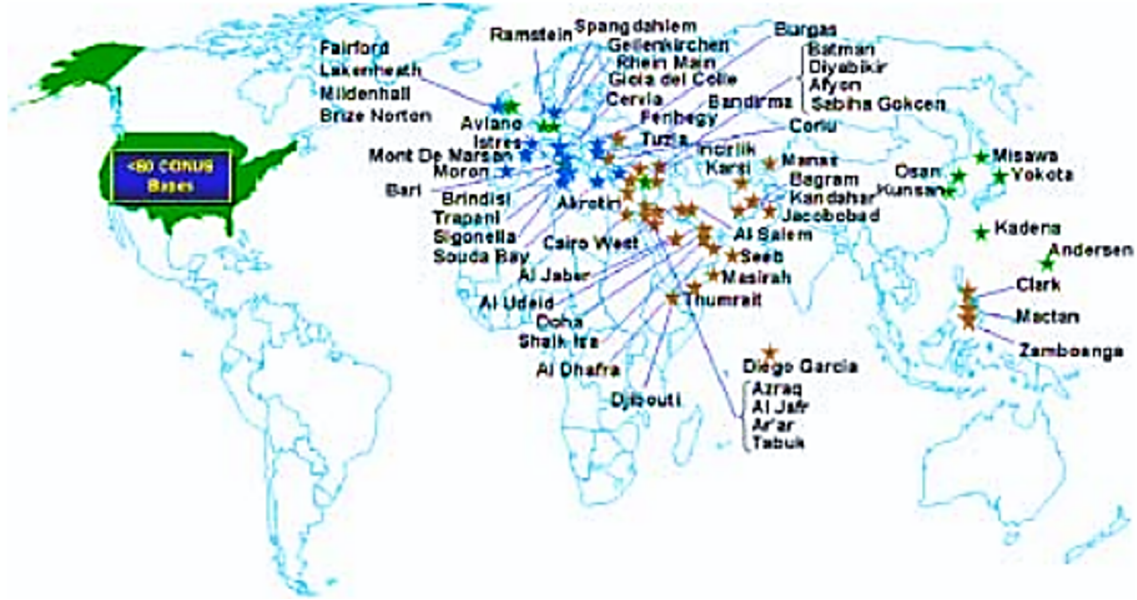 Spangdahlem
Ramstein
Burgas
Geilenkirchen
Fairford
Batman
Rhein Main
Lakenheath
Diyabikir
Gioia del Colle
Afyon
Mildenhall
Cervia
Bandirma
Sabiha Gokcen
Brize Norton
Ferihegy
Aviano
Corlu
Istres
Tuzla
Incirlik
Mont De Marsan
Manas
Misawa
<80 CONUS
Bases
Karsi
Moron
Osan
Yokota
Bagram
Bari
Kunsan
Brindisi
Akrotiri
Kandahar
Trapani
Jacobobad
Sigonella
Al Salem
Kadena
Cairo West
Souda Bay
Seeb
Andersen
Al Jaber
Masirah
Clark
Al Udeid
Thumrait
Mactan
Doha
Shaik Isa
Zamboanga
Al Dhafra
Diego Garcia
Djibouti
Azraq
Al Jafr
Ar'ar
Tabuk